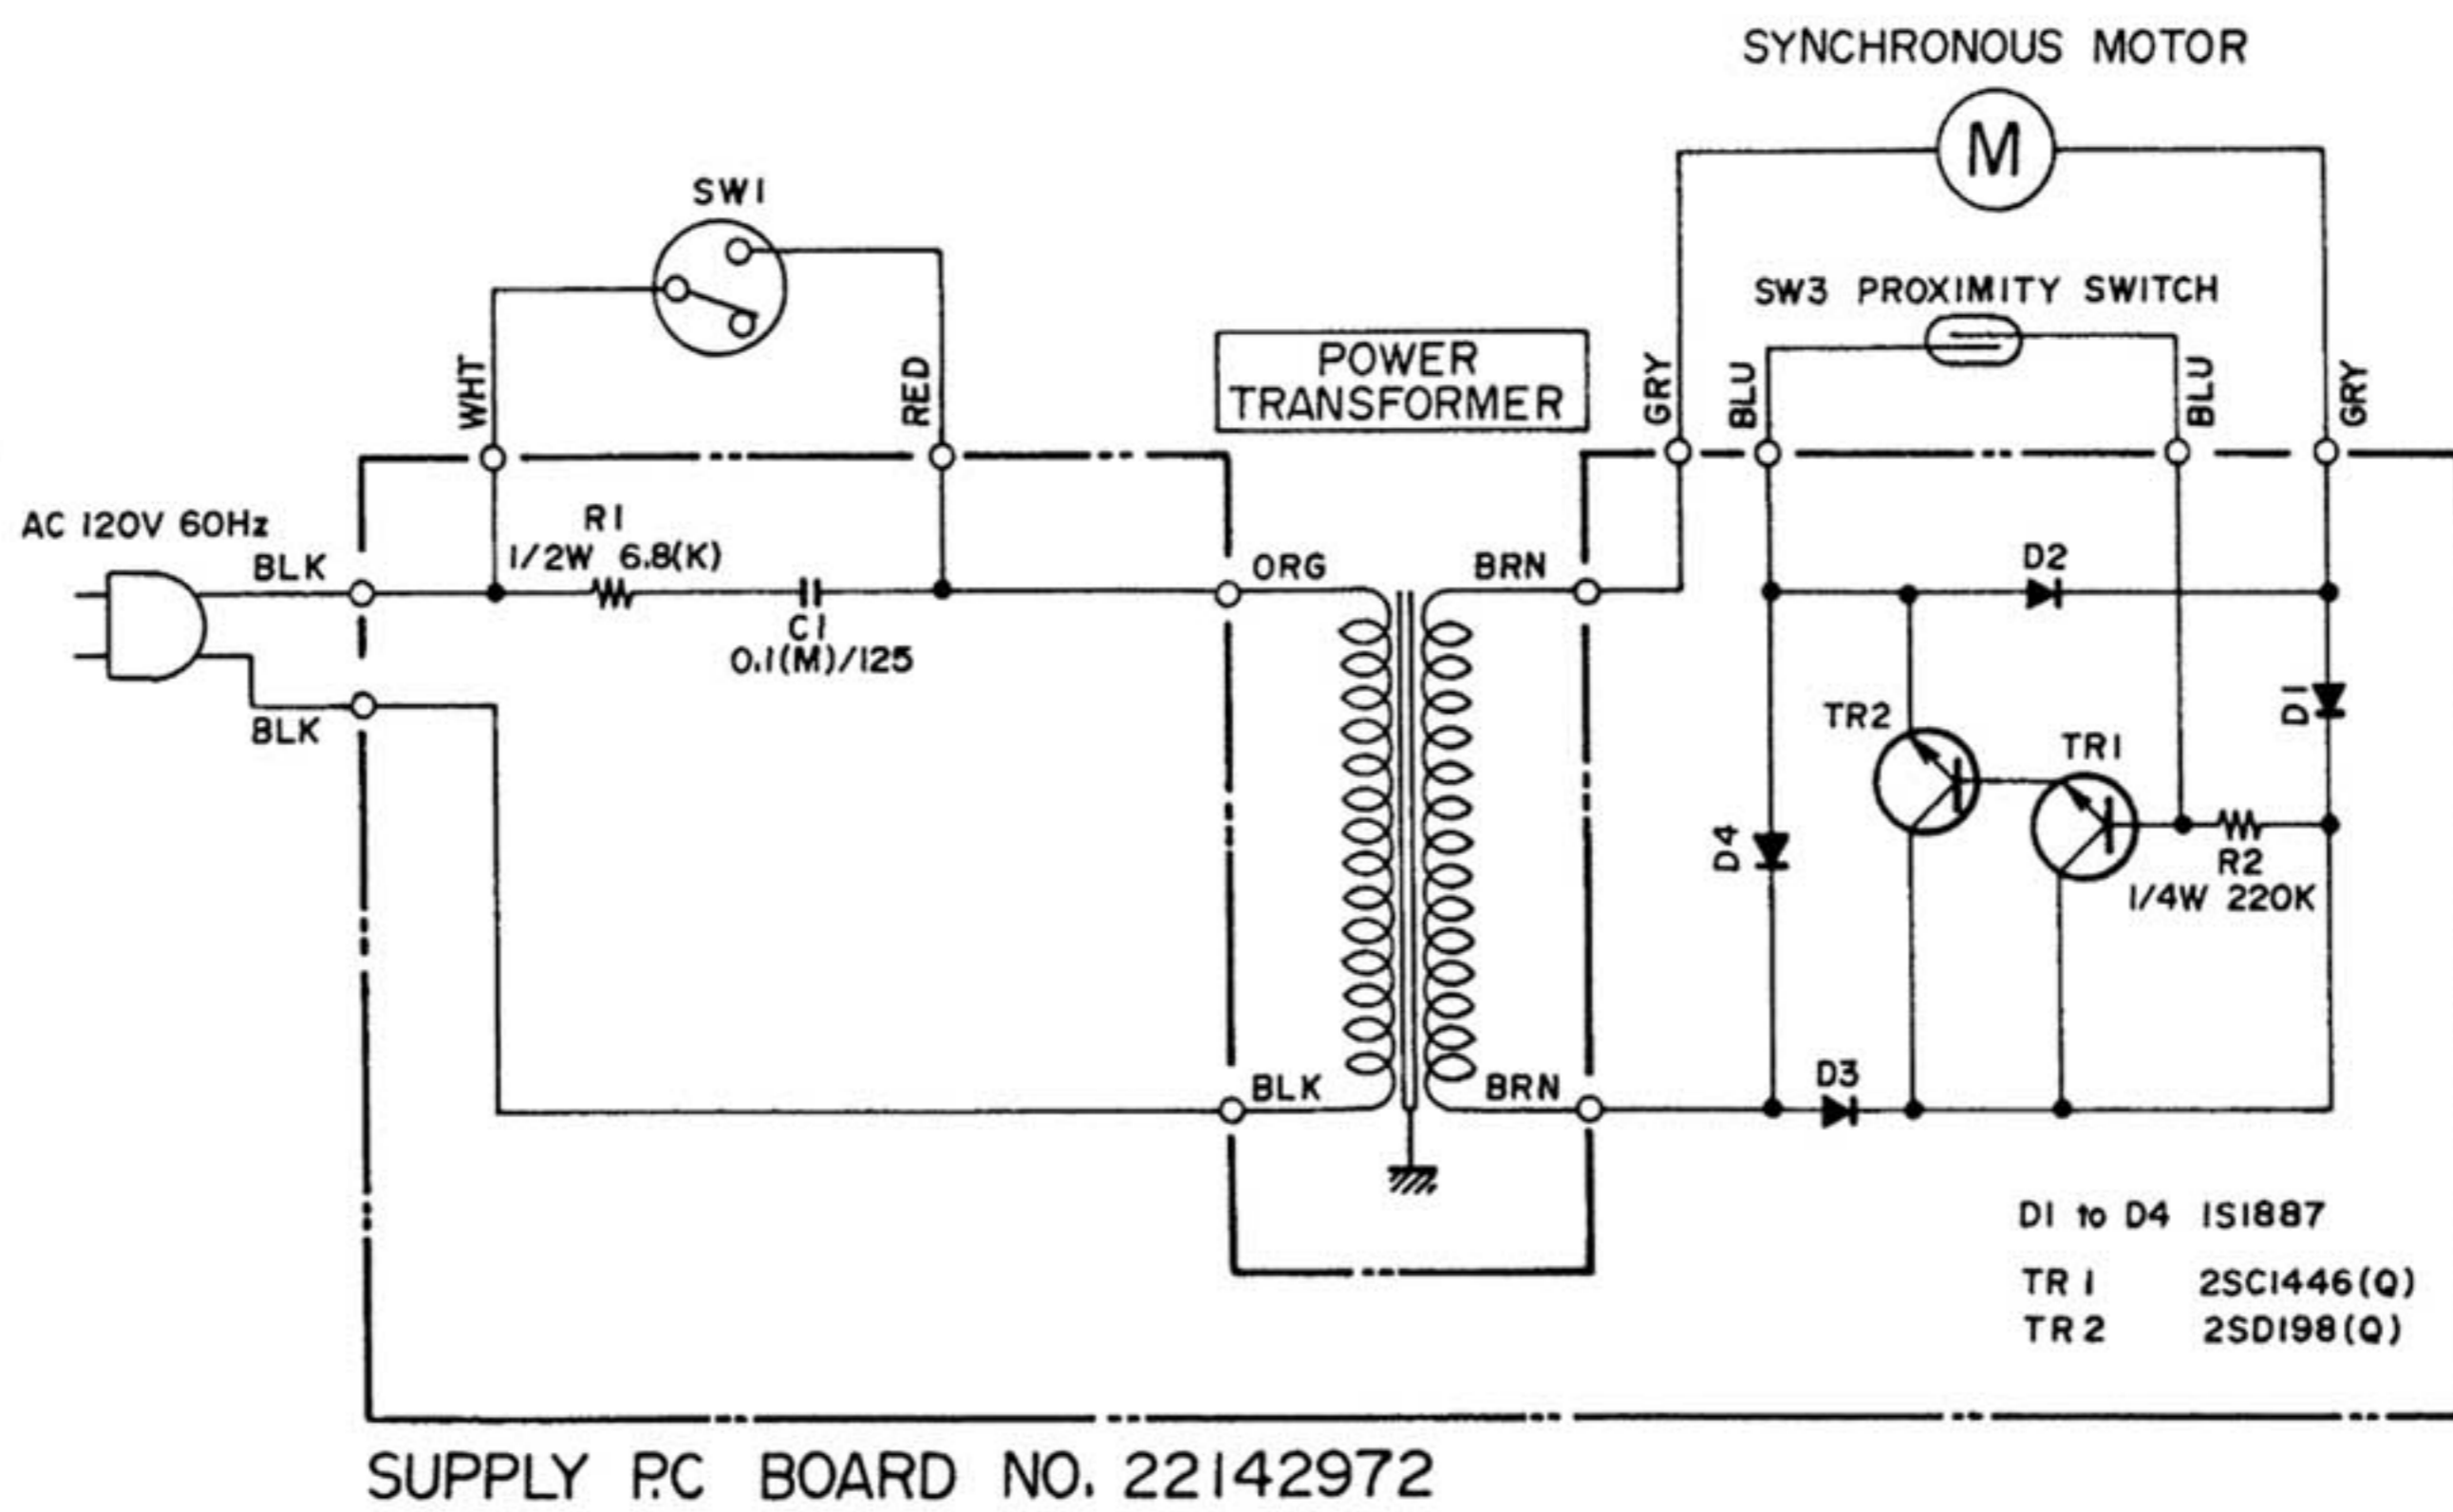 SYNCHRONOUS MOTOR
M
SW1
SW3 PROXIMITY SWITCH
POWER
TRANSFORMER
WHT
RED
GRY
BLU
BLU
GRY
AC 120V 60Hz
BLK
R1
1/2W 6.8(K)
C1
0.1(M)/125
BLK
ORG
BRN
D2
TR2
TR1
D1
D4
R2
1/4W 220K
D3
BLK
BRN
D1 to D4 1S1887
TR 1 2SC1446(Q)
TR 2 2SD198(Q)
SUPPLY P.C BOARD NO. 22142972